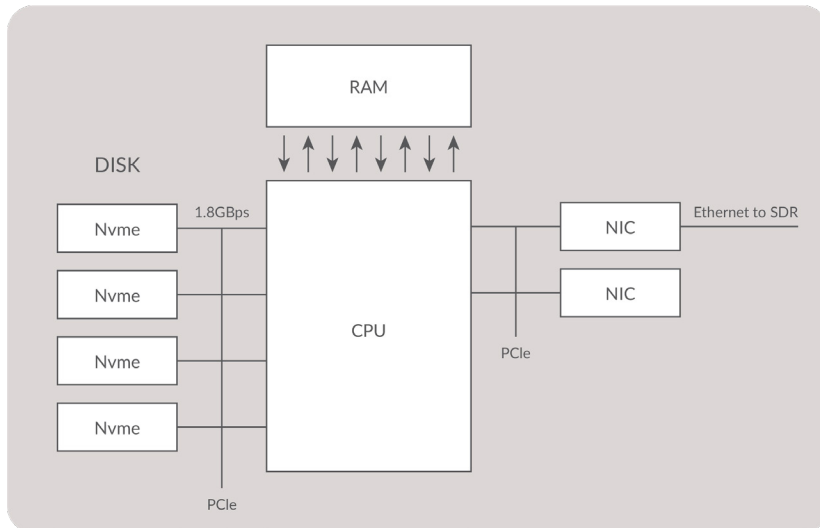 RAM
DISK
1.8GBps
Nvme
Nvme
Nvme
Nvme
PCIe
CPU
NIC
Ethernet to SDR
NIC
PCIe